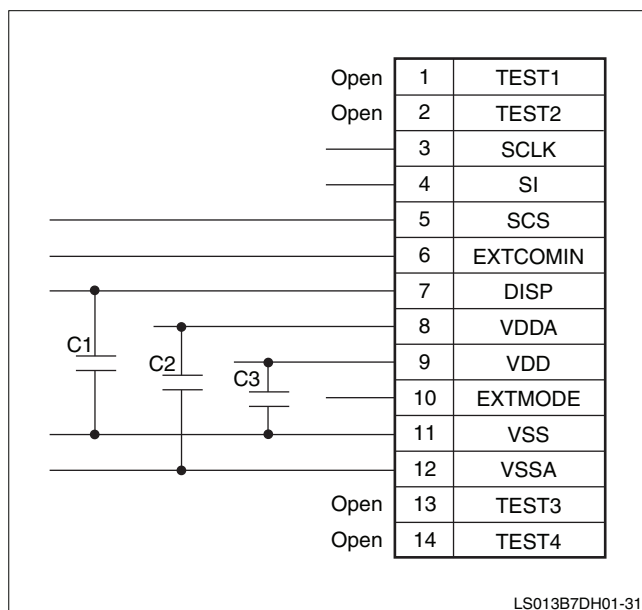 Open 1 TEST1
Open 2 TEST2
3 SCLK
4 SI
5 SCS
6 EXTCOMIN
7 DISP
8 VDDA
C1
C2
9 VDD
C3
10 EXTMODE
11 VSS
12 VSSA
Open 13 TEST3
Open 14 TEST4
LS013B7DH01-31